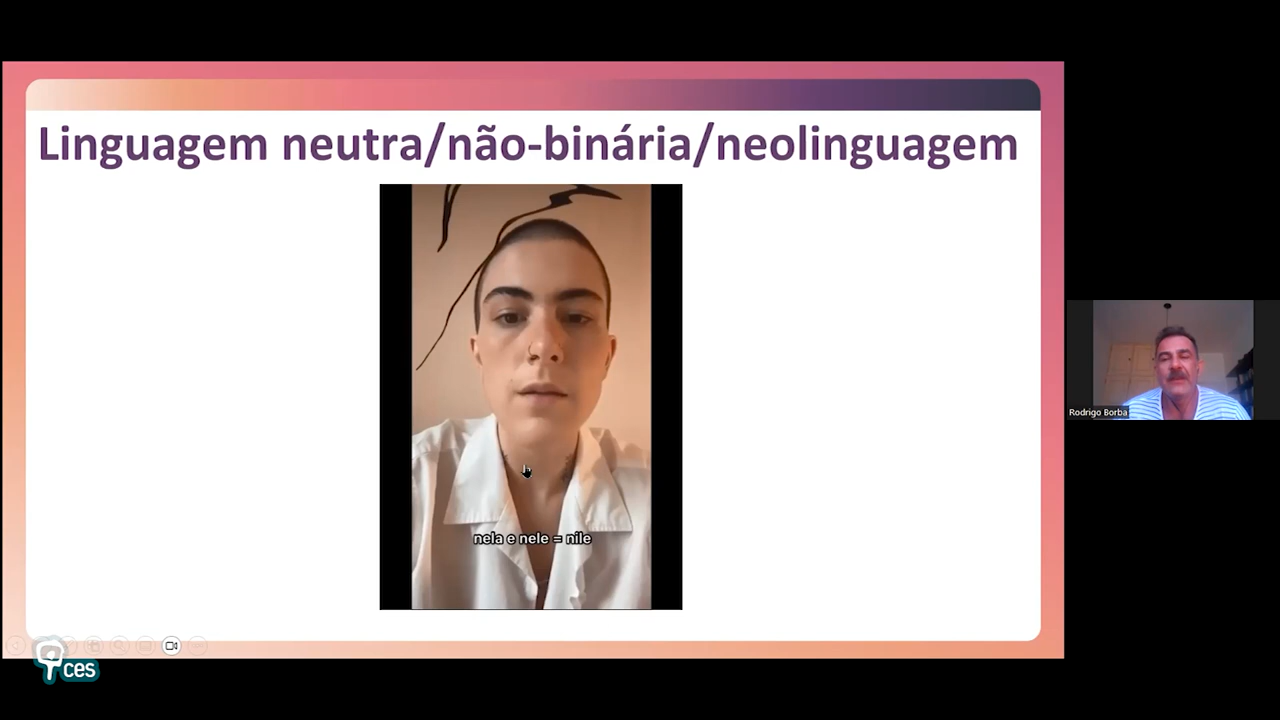 Linguagem neutra/não-binária/neolinguagem
nela e nele = nile
Rodrigo Borba
ces